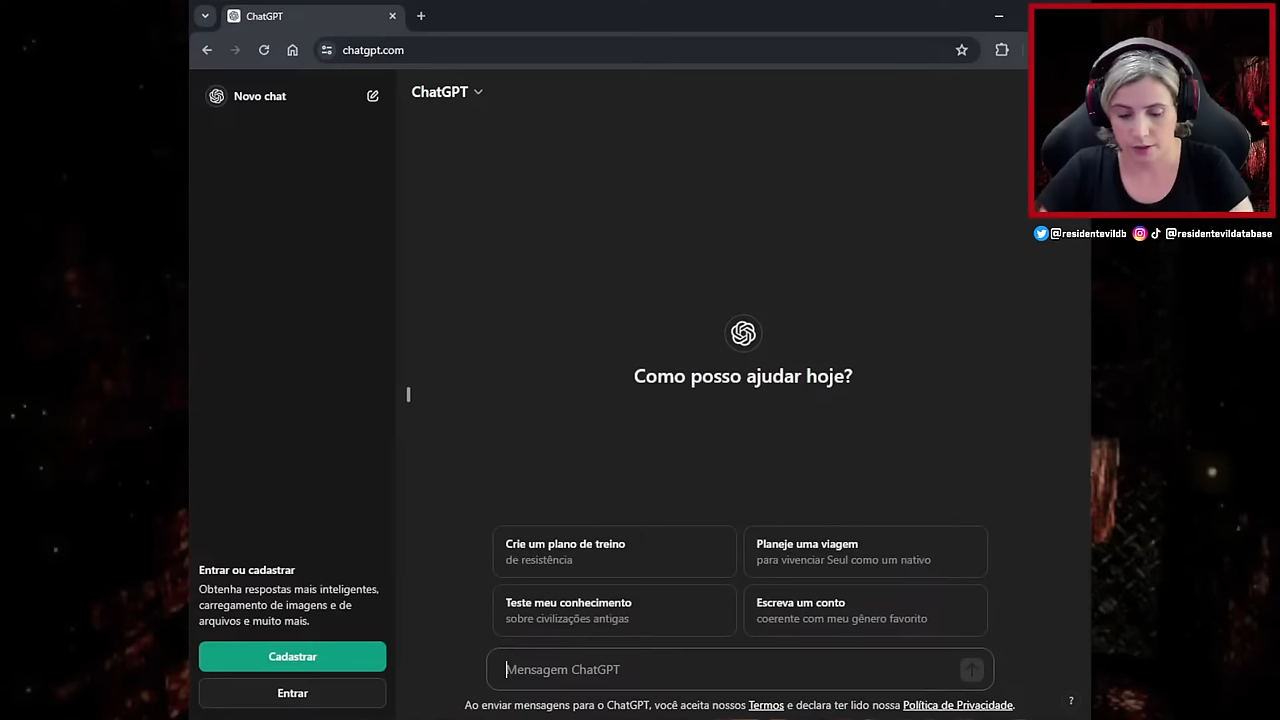 ChatGPT
chatgpt.com
@residentevildb @residentevildatabase
Novo chat
ChatGPT
Como posso ajudar hoje?
Crie um plano de treino
de resistência
Planeje uma viagem
para vivenciar Seul como um nativo
Teste meu conhecimento
sobre civilizações antigas
Escreva um conto
coerente com meu gênero favorito
Entrar ou cadastrar
Obtenha respostas mais inteligentes,
carregamento de imagens e de
arquivos e muito mais.
Cadastrar
Entrar
Mensagem ChatGPT
Ao enviar mensagens para o ChatGPT, você aceita nossos Termos e declara ter lido nossa Política de Privacidade.
?